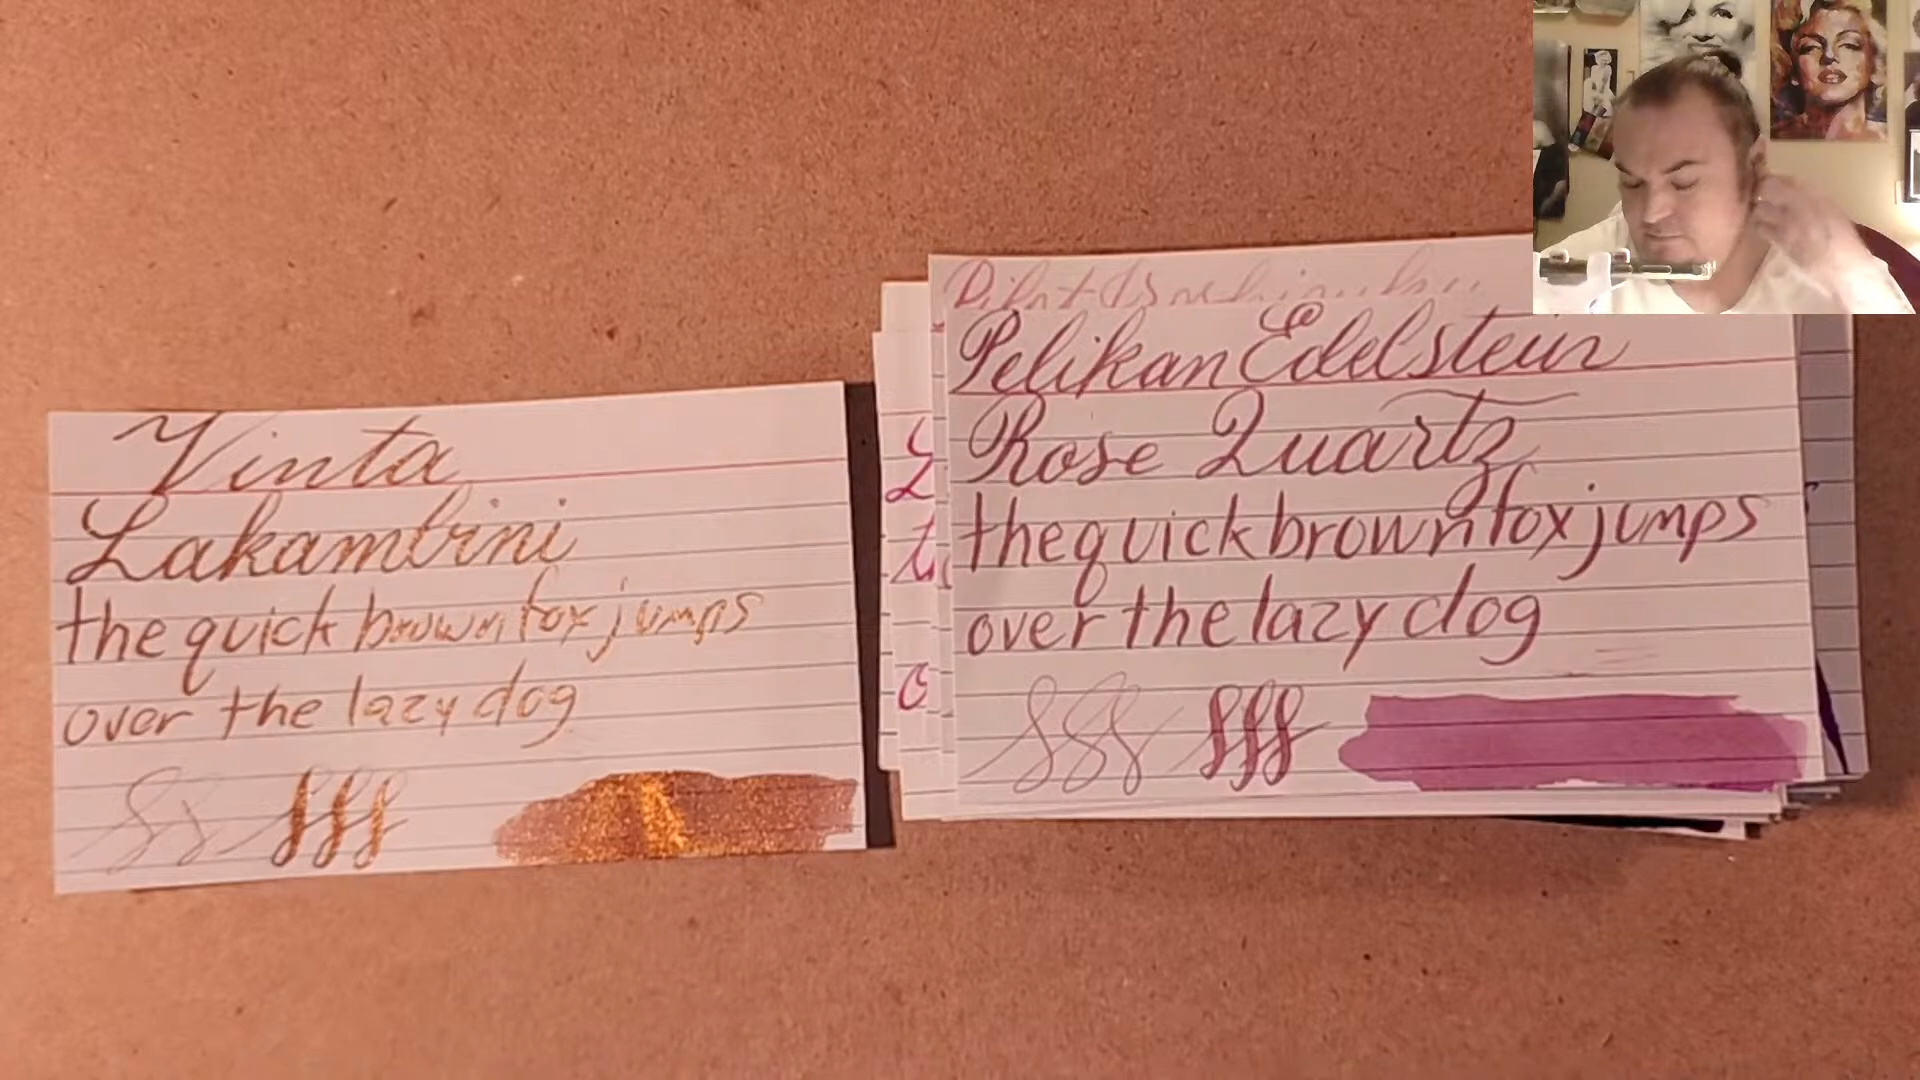 Vinta
Lakambini
the quick brown fox jumps
over the lazy dog
Pelikan Edelstein
Rose Quartz
the quick brown fox jumps
over the lazy dog